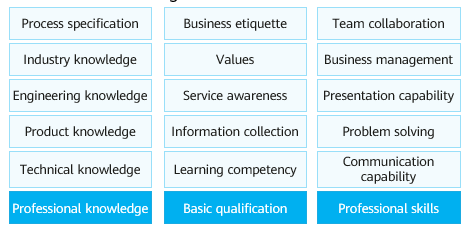 Process specification
Business etiquette
Team collaboration
Industry knowledge
Values
Business management
Engineering knowledge
Service awareness
Presentation capability
Product knowledge
Information collection
Problem solving
Technical knowledge
Learning competency
Communication
capability
Professional knowledge
Basic qualification
Professional skills